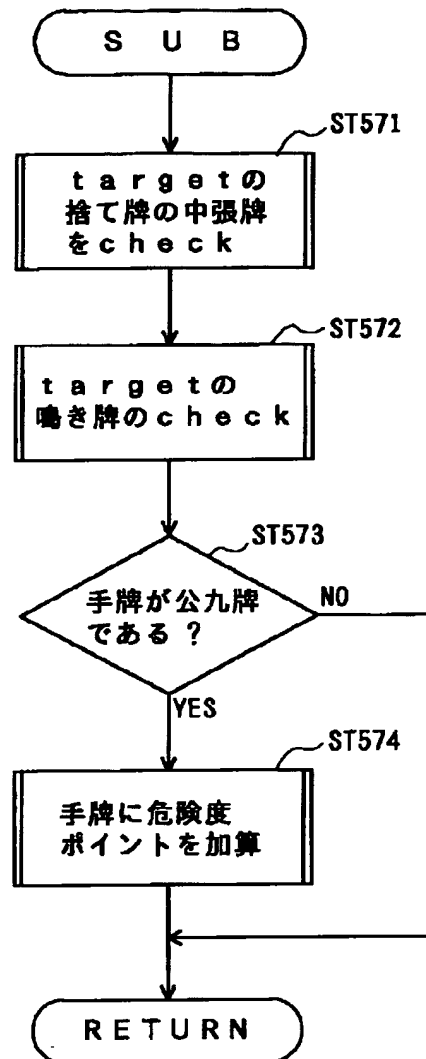 SUB
ST571
targetの
捨て牌の中張牌
をcheck
ST572
targetの
鳴き牌のcheck
ST573
手牌が公九牌
である？
NO
YES
ST574
手牌に危険度
ポイントを加算
RETURN